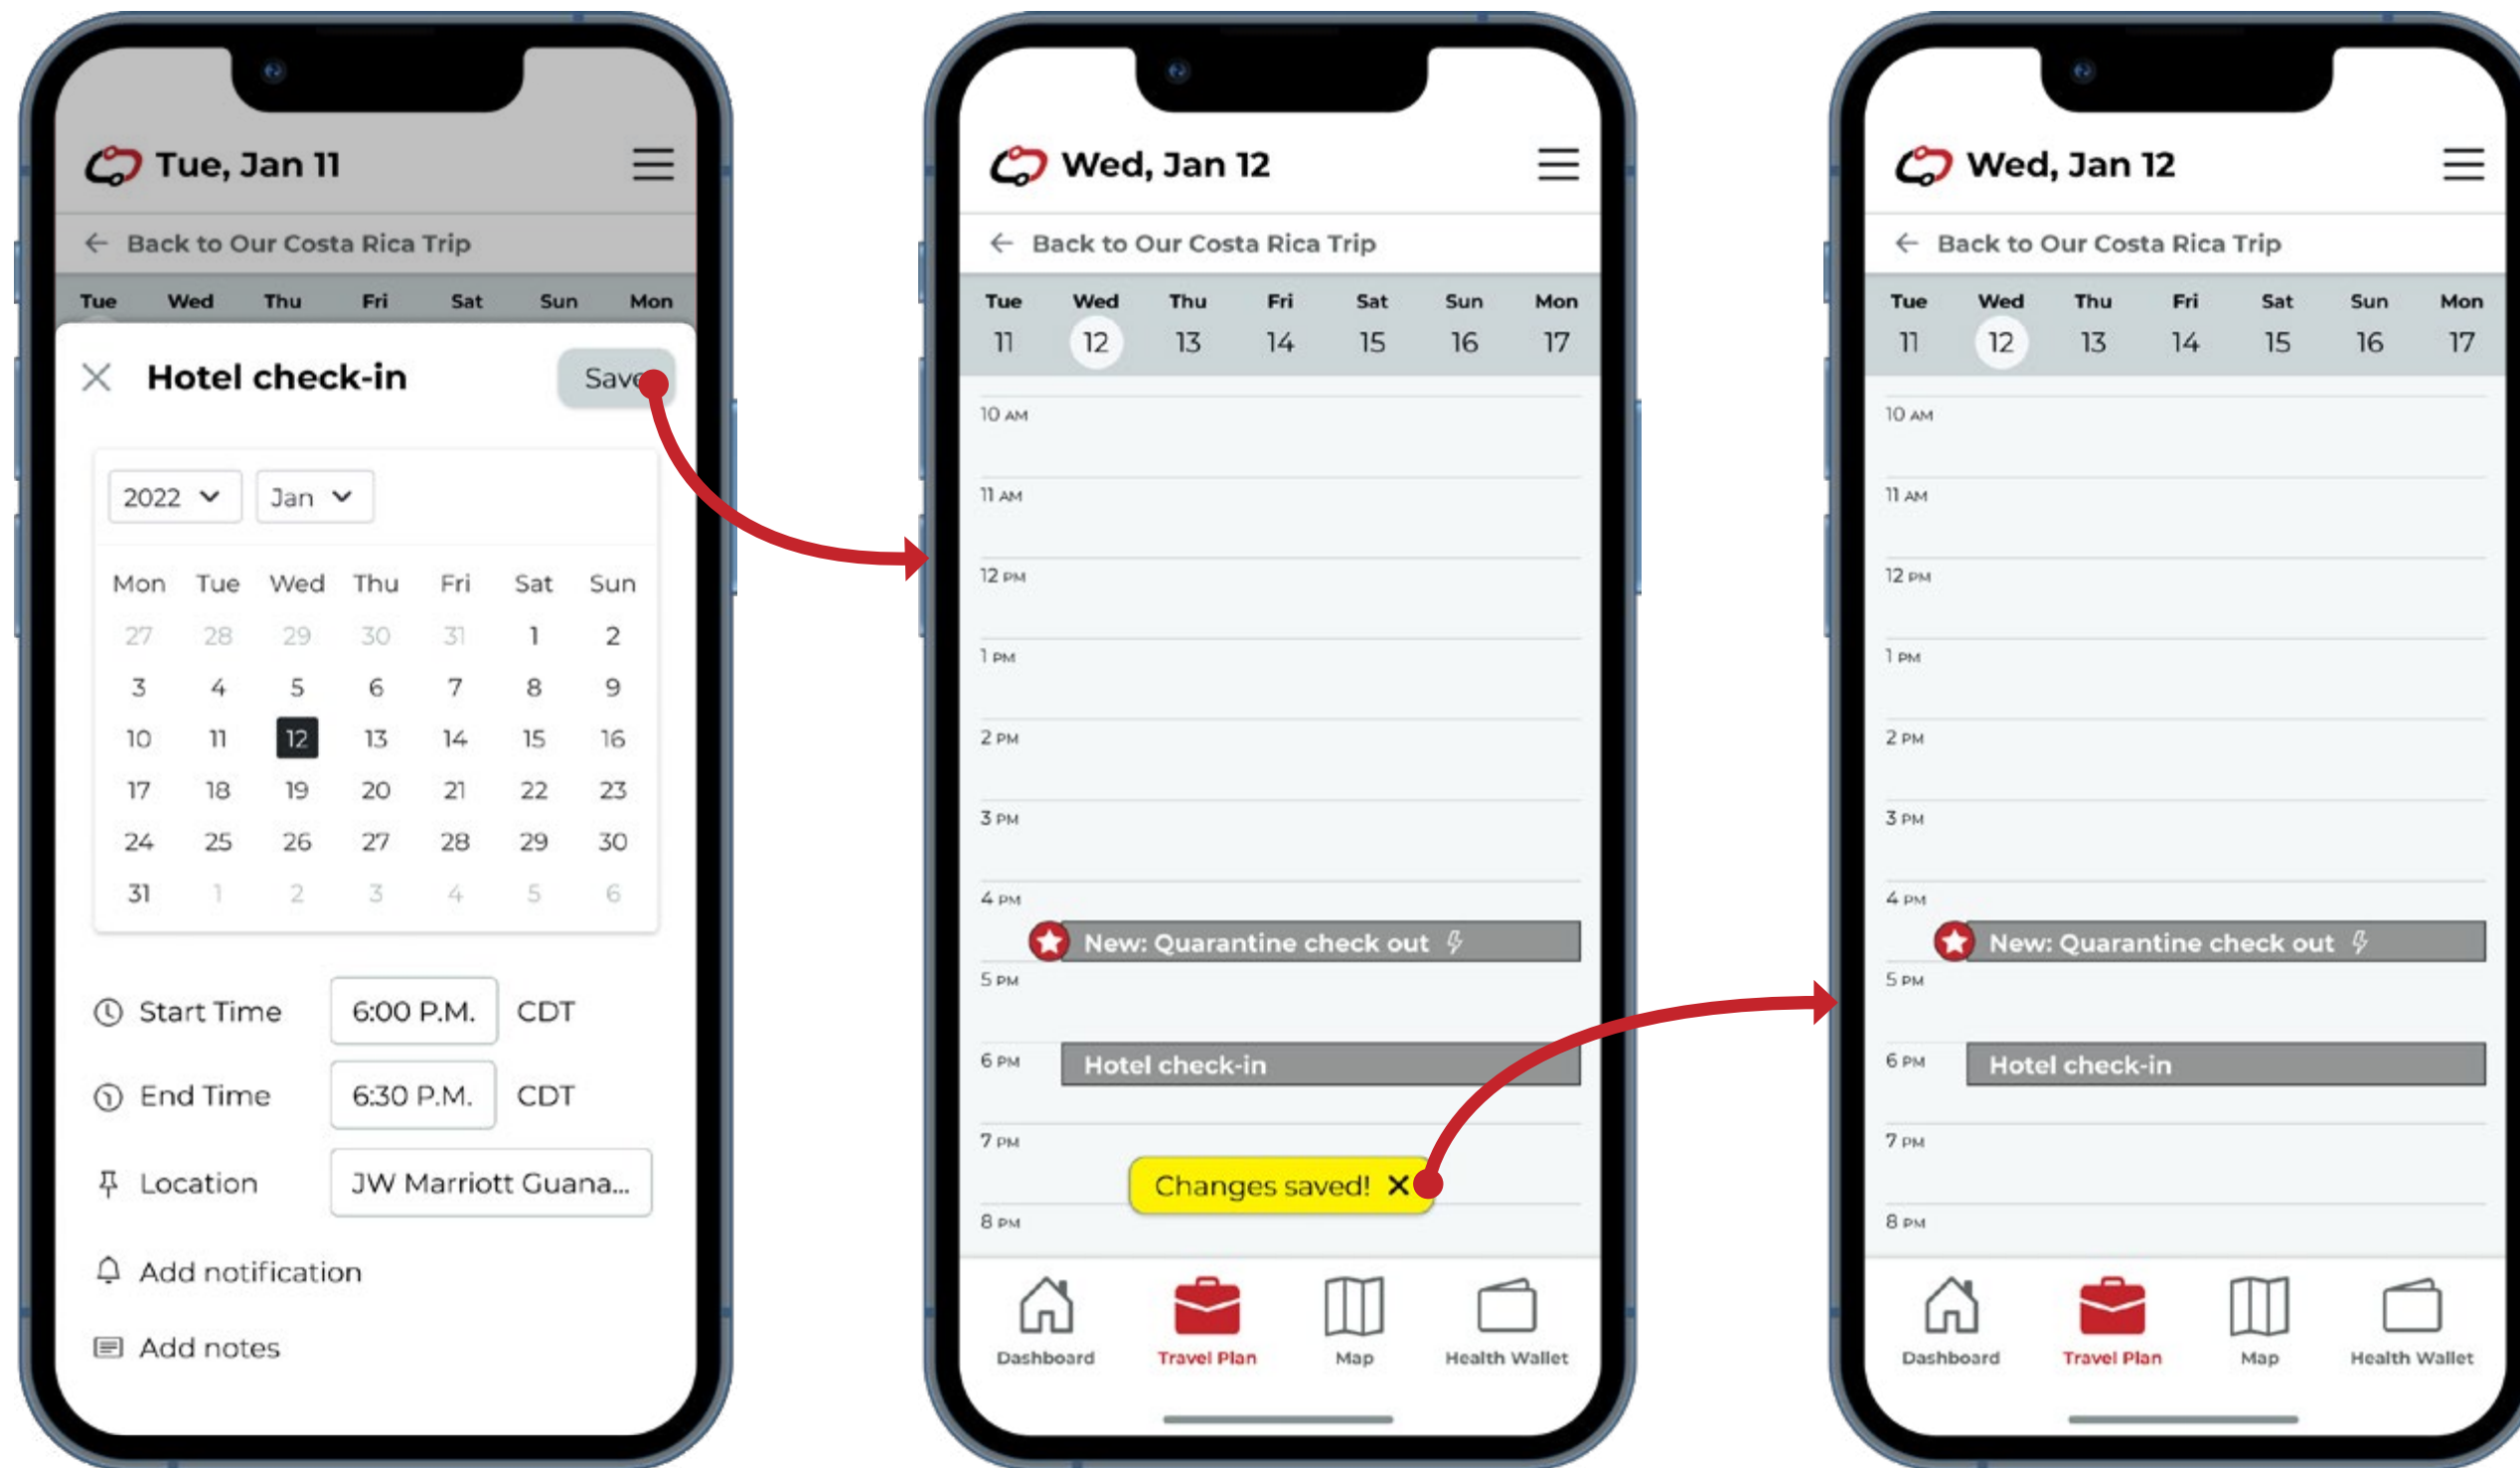 Tue, Jan 11
← Back to Our Costa Rica Trip
Tue Wed Thu Fri Sat Sun Mon
Hotel check-in Save
2022 Jan
Mon Tue Wed Thu Fri Sat Sun
27 28 29 30 31 1 2
3 4 5 6 7 8 9
10 11 12 13 14 15 16
17 18 19 20 21 22 23
24 25 26 27 28 29 30
31 1 2 3 4 5 6
Start Time 6:00 P.M. CDT
End Time 6:30 P.M. CDT
Location JW Marriott Guana...
Add notification
Add notes
Wed, Jan 12
← Back to Our Costa Rica Trip
Tue Wed Thu Fri Sat Sun Mon
11 12 13 14 15 16 17
10 AM
11 AM
12 PM
1 PM
2 PM
3 PM
4 PM
New: Quarantine check out
5 PM
6 PM Hotel check-in
7 PM
Changes saved! X
8 PM
Dashboard Travel Plan Map Health Wallet
Wed, Jan 12
← Back to Our Costa Rica Trip
Tue Wed Thu Fri Sat Sun Mon
11 12 13 14 15 16 17
10 AM
11 AM
12 PM
1 PM
2 PM
3 PM
4 PM
New: Quarantine check out
5 PM
6 PM Hotel check-in
7 PM
8 PM
Dashboard Travel Plan Map Health Wallet